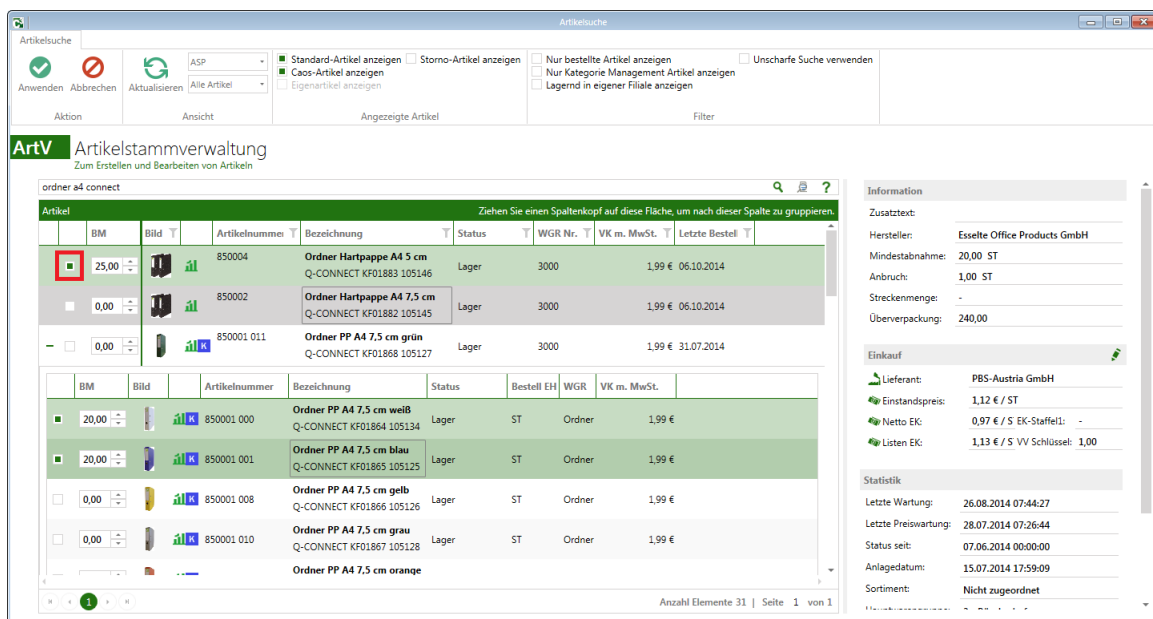 Artikelsuche
Artikelsuche
Anwenden Abbrechen Aktualisieren
ASP
Alle Artikel
Standard-Artikel anzeigen Storno-Artikel anzeigen
Caos-Artikel anzeigen
Eigenartikel anzeigen
Nur bestellte Artikel anzeigen Unscharfe Suche verwenden
Nur Kategorie Management Artikel anzeigen
Lagernd in eigener Filiale anzeigen
Aktion Ansicht Angezeigte Artikel Filter
ArtV Artikelstammverwaltung
Zum Erstellen und Bearbeiten von Artikeln
ordner a4 connect ?
Artikel Ziehen Sie einen Spaltenkopf auf diese Fläche, um nach dieser Spalte zu gruppieren.
BM Bild Artikelnummer Bezeichnung Status WGR Nr. VK m. MwSt. Letzte Bestell
25,00 850004 Ordner Hartpappe A4 5 cm Lager 3000 1,99 € 06.10.2014
Q-CONNECT KF01883 105146
0,00 850002 Ordner Hartpappe A4 7,5 cm Lager 3000 1,99 € 06.10.2014
Q-CONNECT KF01882 105145
0,00 K 850001 011 Ordner PP A4 7,5 cm grün Lager 3000 1,99 € 31.07.2014
Q-CONNECT KF01868 105127
BM Bild Artikelnummer Bezeichnung Status Bestell EH WGR VK m. MwSt.
20,00 K 850001 000 Ordner PP A4 7,5 cm weiß Lager ST Ordner 1,99 €
Q-CONNECT KF01864 105134
20,00 K 850001 001 Ordner PP A4 7,5 cm blau Lager ST Ordner 1,99 €
Q-CONNECT KF01865 105125
0,00 K 850001 008 Ordner PP A4 7,5 cm gelb Lager ST Ordner 1,99 €
Q-CONNECT KF01866 105126
0,00 K 850001 010 Ordner PP A4 7,5 cm grau Lager ST Ordner 1,99 €
Q-CONNECT KF01867 105128
Ordner PP A4 7,5 cm orange
1 Anzahl Elemente 31 | Seite 1 von 1
Information
Zusatztext:
Hersteller: Esselte Office Products GmbH
Mindestabnahme: 20,00 ST
Anbruch: 1,00 ST
Streckenmenge: -
Überverpackung: 240,00
Einkauf
Lieferant: PBS-Austria GmbH
Einstandspreis: 1,12 € / ST
Netto EK: 0,97 € / S EK-Staffel1: -
Listen EK: 1,13 € / S VV Schlüssel: 1,00
Statistik
Letzte Wartung: 26.08.2014 07:44:27
Letzte Preiswartung: 28.07.2014 07:26:44
Status seit: 07.06.2014 00:00:00
Anlagedatum: 15.07.2014 17:59:09
Sortiment: Nicht zugeordnet